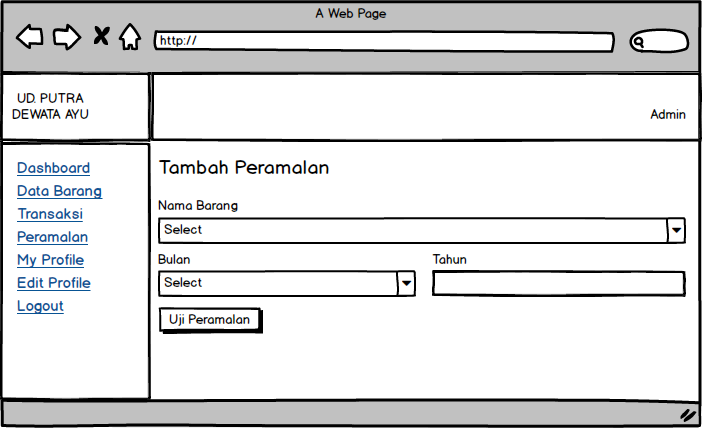 A Web Page
http://
UD. PUTRA
DEWATA AYU
Admin
Dashboard
Data Barang
Transaksi
Peramalan
My Profile
Edit Profile
Logout
Tambah Peramalan
Nama Barang
Select
Bulan
Tahun
Select
Uji Peramalan